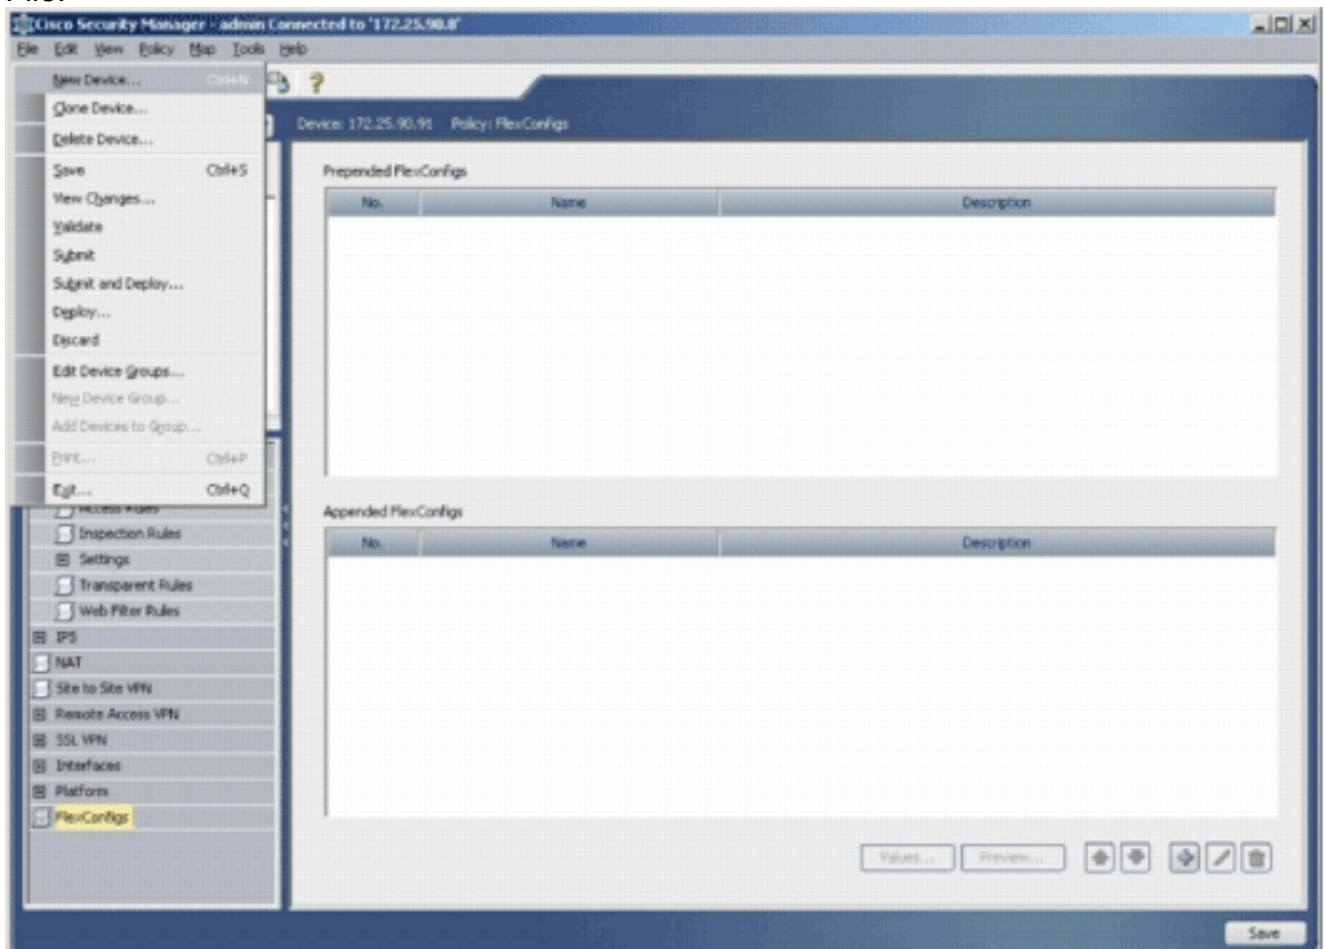 Cisco Security Manager - admin Connected to '172.25.90.8'
File Edit View Policy Map Tools Help
New Device... Ctrl+N
Clone Device...
Delete Device...
Save Ctrl+S
View Changes...
Validate
Submit
Submit and Deploy...
Deploy...
Discard
Edit Device Groups...
New Device Group...
Add Devices to Group...
Print... Ctrl+P
Exit... Ctrl+Q
Access Rules
Inspection Rules
Settings
Transparent Rules
Web Filter Rules
IPS
NAT
Site to Site VPN
Remote Access VPN
SSL VPN
Interfaces
Platform
FlexConfigs
Device: 172.25.90.91 Policy: FlexConfigs
Prepended FlexConfigs
No. Name Description
Appended FlexConfigs
No. Name Description
Values... Preview...
Save